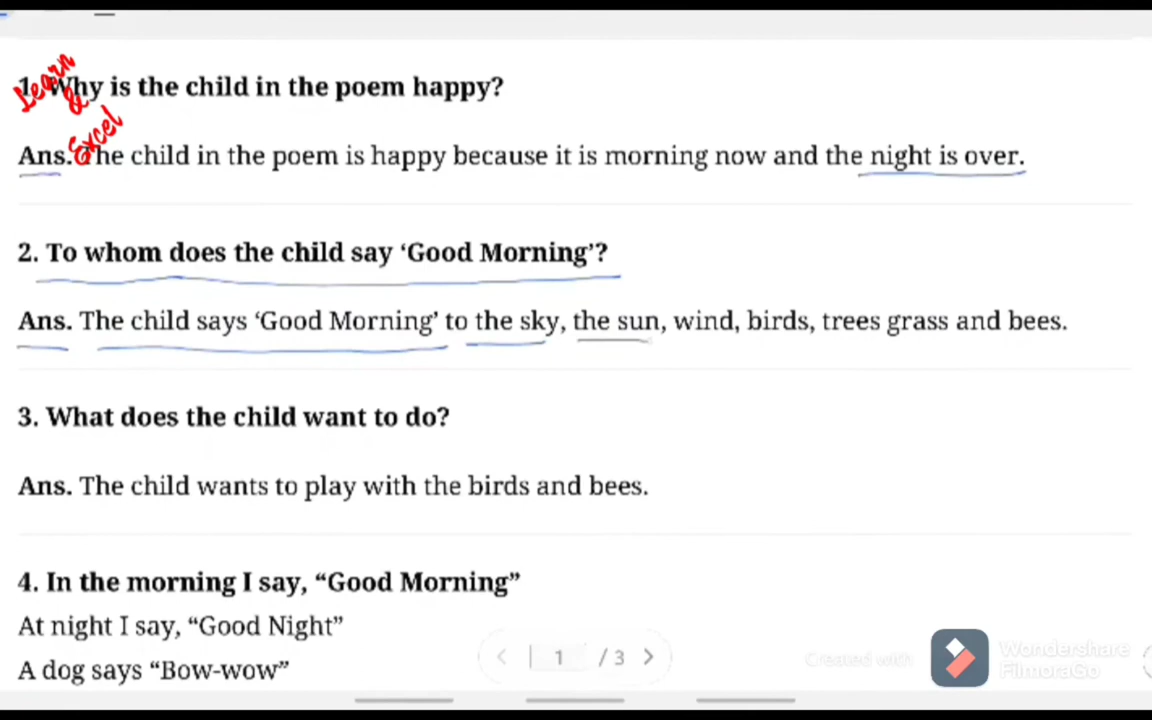 1. Why is the child in the poem happy?
Learn
&
Excel
Ans. The child in the poem is happy because it is morning now and the night is over.
2. To whom does the child say ‘Good Morning’?
Ans. The child says ‘Good Morning’ to the sky, the sun, wind, birds, trees grass and bees.
3. What does the child want to do?
Ans. The child wants to play with the birds and bees.
4. In the morning I say, “Good Morning”
At night I say, “Good Night”
A dog says “Bow-wow”
1 / 3
Created with
Wondershare
FilmoraGo